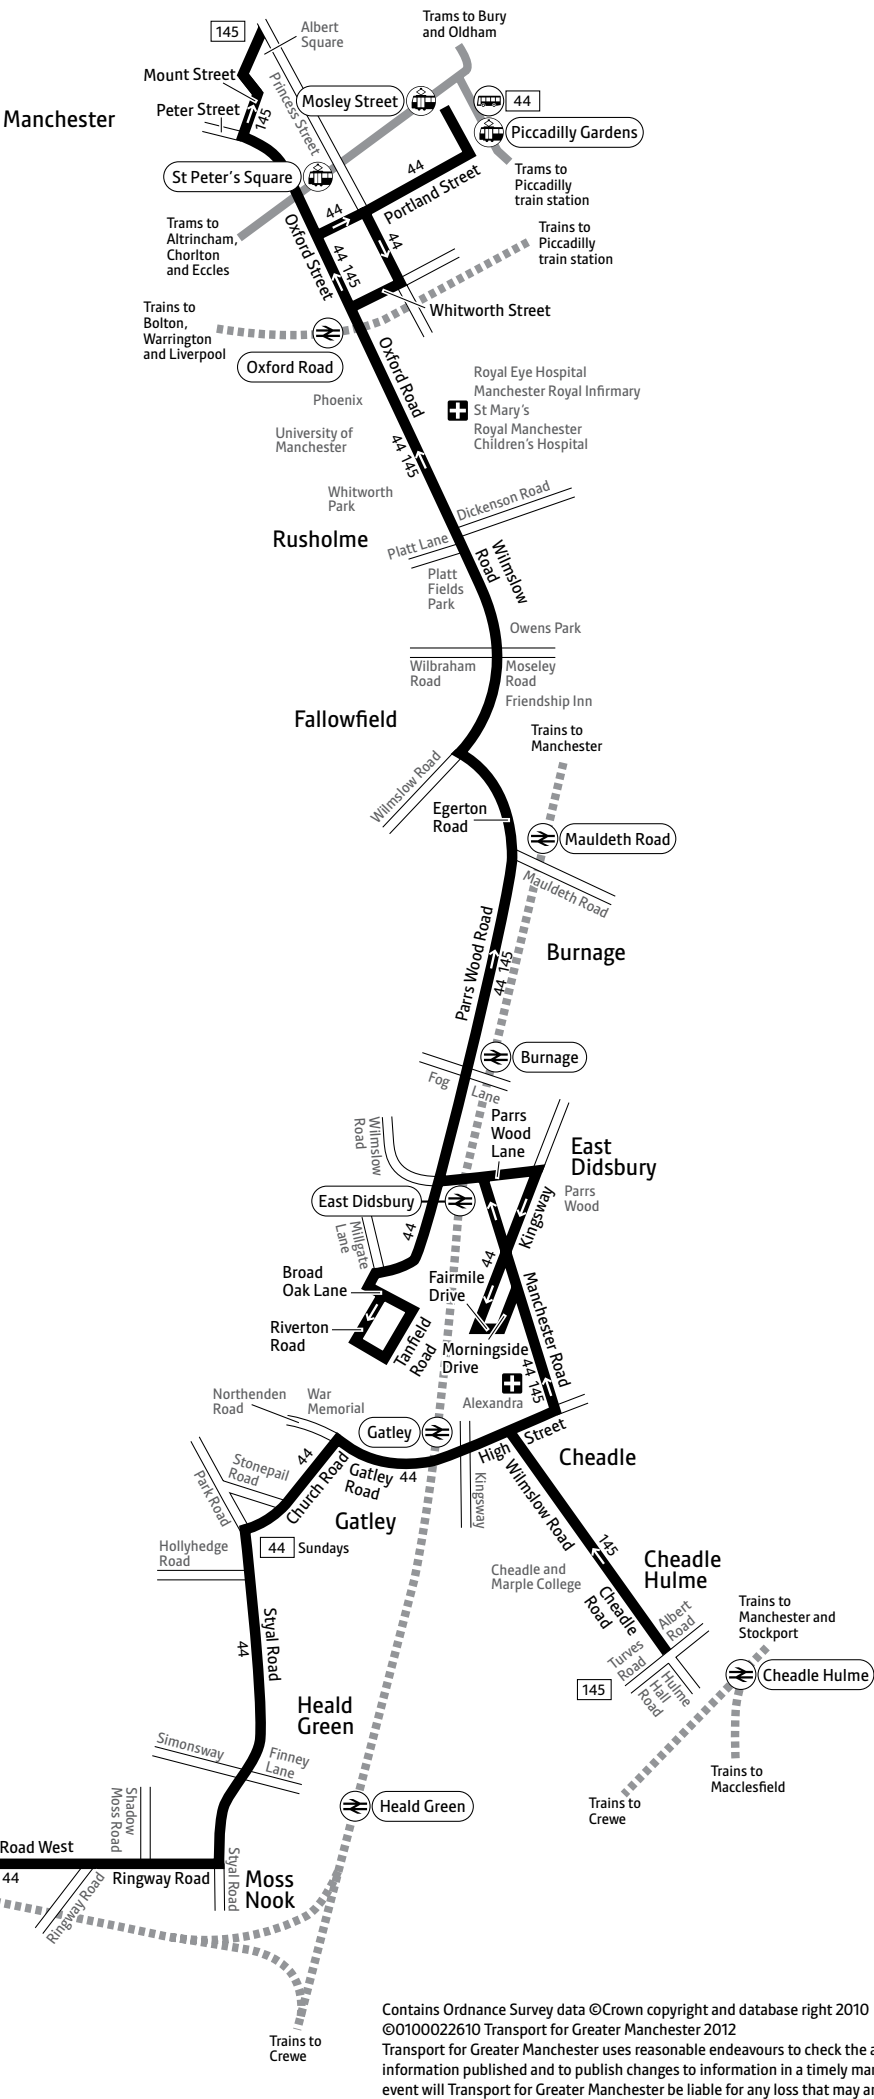 145
Albert
Square
Trams to Bury
and Oldham
Mount Street
Princess Street
Mosley Street
44
Manchester
Peter Street
145
Piccadilly Gardens
St Peter's Square
44
Portland Street
Trams to
Piccadilly
train station
44
44
Trams to
Altrincham,
Chorlton
and Eccles
Oxford Street
44 145
Trains to
Piccadilly
train station
Trains to
Bolton,
Warrington
and Liverpool
Whitworth Street
Oxford Road
Oxford Road
Phoenix
Royal Eye Hospital
Manchester Royal Infirmary
St Mary's
Royal Manchester
Children's Hospital
University of
Manchester
44 145
Whitworth
Park
Dickenson Road
Rusholme
Platt Lane
Wilmslow
Road
Platt
Fields
Park
Owens Park
Wilbraham
Road
Moseley
Road
Friendship Inn
Fallowfield
Trains to
Manchester
Wilmslow Road
Egerton
Road
Mauldeth Road
Mauldeth Road
Parrs Wood Road
Burnage
44 145
Burnage
Fog
Lane
Parrs
Wood
Lane
Wilmslow
Road
East
Didsbury
Parrs
Wood
East Didsbury
Kingsway
Millgate
Lane
44
44
Broad
Oak Lane
Fairmile
Drive
Manchester Road
Riverton
Road
Tanfield
Road
Morningside
Drive
44 145
Alexandra
Northenden
Road
War
Memorial
Gatley
High
Street
Cheadle
44
Church Road
Gatley
Road
44
Kingsway
Wilmslow Road
Stonepail
Road
Park Road
Gatley
44 Sundays
Hollyhedge
Road
145
Cheadle
Hulme
Cheadle and
Marple College
Cheadle
Road
Styal Road
44
Albert
Road
Trains to
Manchester and
Stockport
Turves
Road
Hulme
Hall
Road
145
Cheadle Hulme
Heald
Green
Simonsway
Finney
Lane
Trains to
Macclesfield
Trains to
Crewe
Shadow
Moss Road
Heald Green
Road West
44
Ringway Road
Styal Road
Moss
Nook
Ringway Road
Trains to
Crewe
Contains Ordnance Survey data ©Crown copyright and database right 2010
©0100022610 Transport for Greater Manchester 2012
Transport for Greater Manchester uses reasonable endeavours to check the a
information published and to publish changes to information in a timely ma
event will Transport for Greater Manchester be liable for any loss that may a